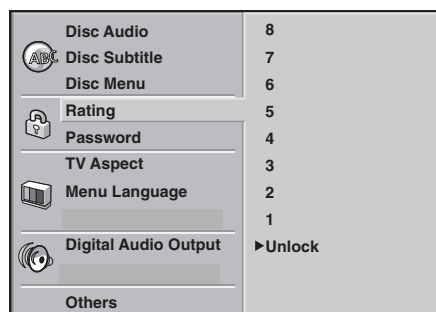 Disc Audio
ABC Disc Subtitle
Disc Menu
Rating
Password
TV Aspect
Menu Language
Digital Audio Output
Others
8
7
6
5
4
3
2
1
►Unlock